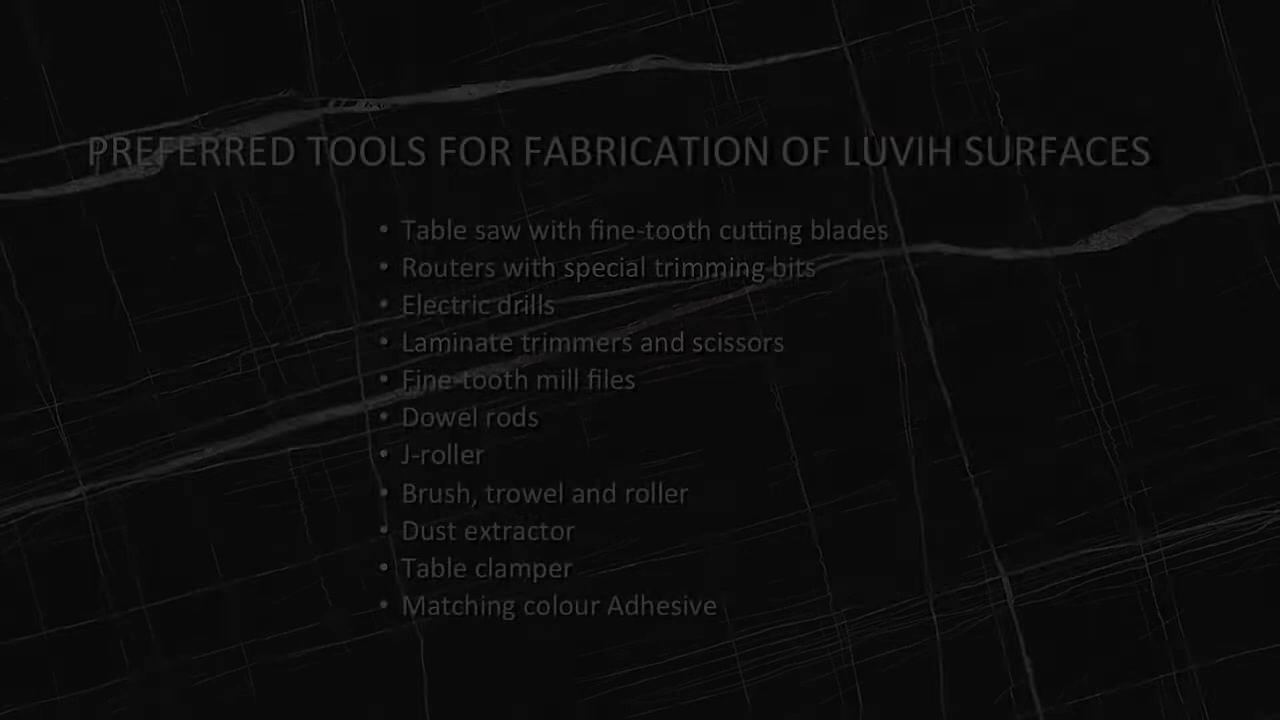 PREFERRED TOOLS FOR FABRICATION OF LUVIH SURFACES
• Table saw with fine-tooth cutting blades
• Routers with special trimming bits
• Electric drills
• Laminate trimmers and scissors
• Fine-tooth mill files
• Dowel rods
• J-roller
• Brush, trowel and roller
• Dust extractor
• Table clamper
• Matching colour Adhesive